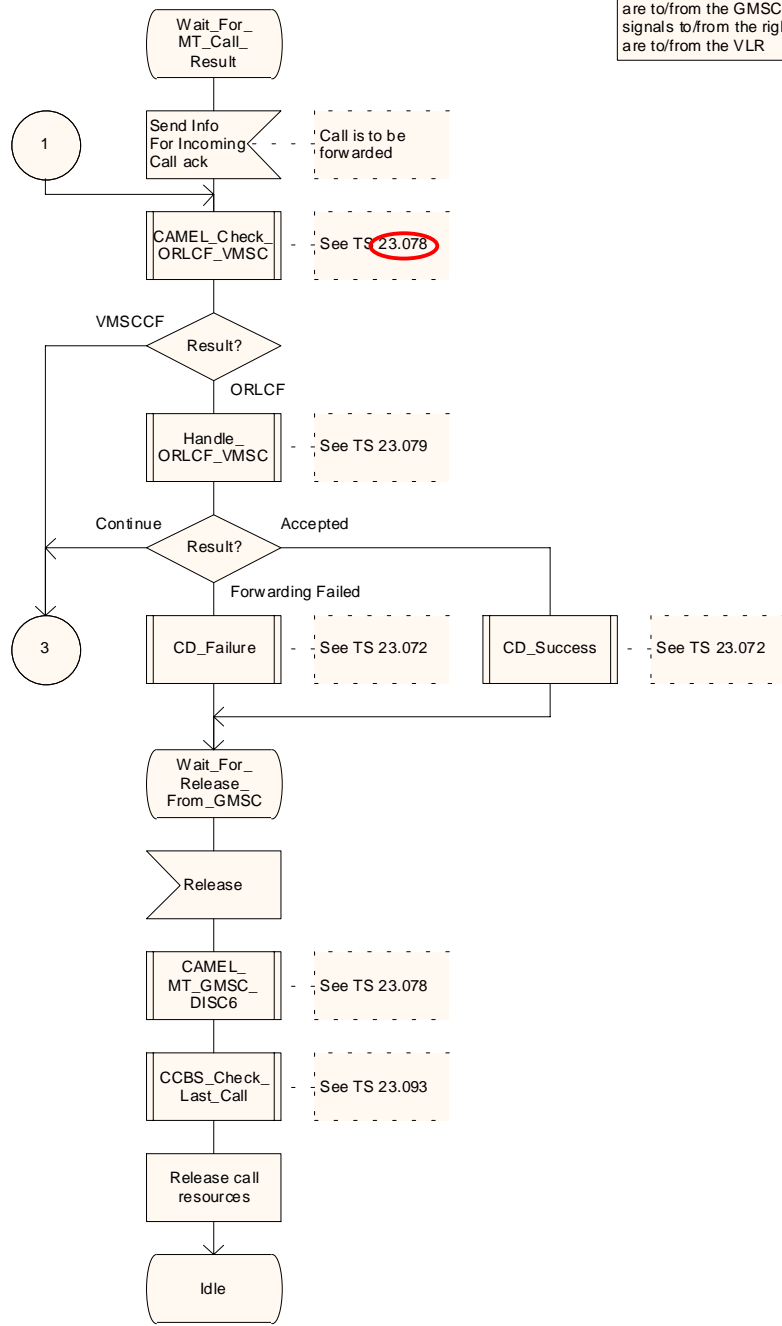 are to/from the GMSC
signals to/from the righ
are to/from the VLR
Wait_For_
MT_Call_
Result
1
Send Info
For Incoming
Call ack
Call is to be
forwarded
CAMEL_Check_
ORLCF_VMSC
See TS 23.078
VMSCCF
Result?
ORLCF
Handle_
ORLCF_VMSC
See TS 23.079
Continue
Accepted
Result?
Forwarding Failed
3
CD_Failure
See TS 23.072
CD_Success
See TS 23.072
Wait_For_
Release_
From_GMSC
Release
CAMEL_
MT_GMSC_
DISC6
See TS 23.078
CCBS_Check_
Last_Call
See TS 23.093
Release call
resources
Idle